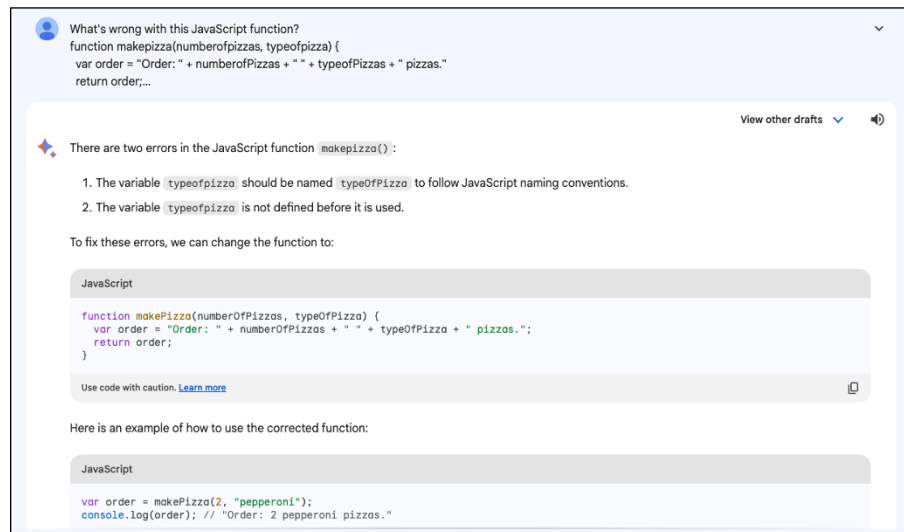 What's wrong with this JavaScript function?
function makepizza(numberofpizzas, typeofpizza) {
var order = "Order: " + numberofPizzas + " " + typeofPizzas + " pizzas."
return order;...
View other drafts
There are two errors in the JavaScript function makepizza() :
1. The variable typeofpizza should be named typeOfPizza to follow JavaScript naming conventions.
2. The variable typeofpizza is not defined before it is used.
To fix these errors, we can change the function to:
JavaScript
function makePizza(numberOfPizzas, typeOfPizza) {
var order = "Order: " + numberOfPizzas + " " + typeOfPizza + " pizzas.";
return order;
}
Use code with caution. Learn more
Here is an example of how to use the corrected function:
JavaScript
var order = makePizza(2, "pepperoni");
console.log(order); // "Order: 2 pepperoni pizzas."